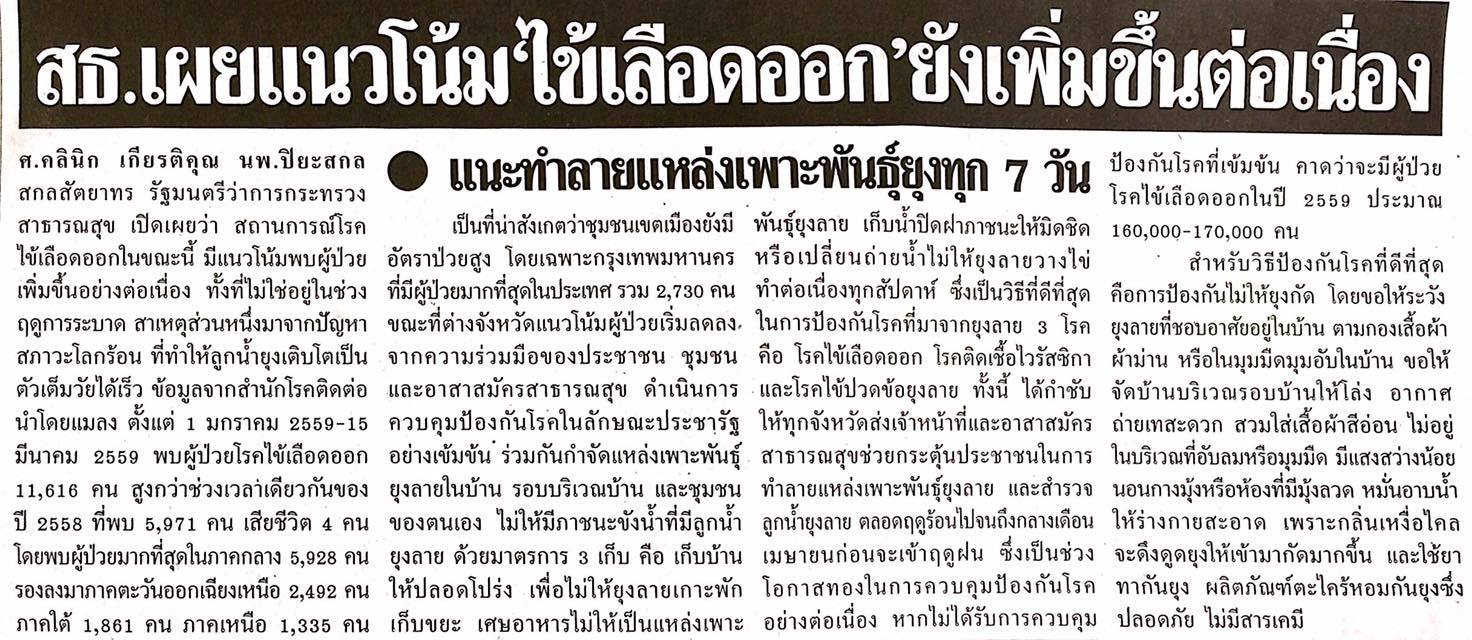 สธ.เผยแนวโน้ม‘ไข้เลือดออก’ยังเพิ่มขึ้นต่อเนื่อง
● แนะทำลายแหล่งเพาะพันธุ์ยุงทุก 7 วัน
ศ.คลินิก เกียรติคุณ นพ.ปิยะสกล
สกลสัตยาทร รัฐมนตรีว่าการกระทรวง
สาธารณสุข เปิดเผยว่า สถานการณ์โรค
ไข้เลือดออกในขณะนี้ มีแนวโน้มพบผู้ป่วย
เพิ่มขึ้นอย่างต่อเนื่อง ทั้งที่ไม่ใช่อยู่ในช่วง
ฤดูการระบาด สาเหตุส่วนหนึ่งมาจากปัญหา
สภาวะโลกร้อน ที่ทำให้ลูกน้ำยุงเติบโตเป็น
ตัวเต็มวัยได้เร็ว ข้อมูลจากสำนักโรคติดต่อ
นำโดยแมลง ตั้งแต่ 1 มกราคม 2559-15
มีนาคม 2559 พบผู้ป่วยโรคไข้เลือดออก
11,616 คน สูงกว่าช่วงเวลาเดียวกันของ
ปี 2558 ที่พบ 5,971 คน เสียชีวิต 4 คน
โดยพบผู้ป่วยมากที่สุดในภาคกลาง 5,928 คน
รองลงมาภาคตะวันออกเฉียงเหนือ 2,492 คน
ภาคใต้ 1,861 คน ภาคเหนือ 1,335 คน
เป็นที่น่าสังเกตว่าชุมชนเขตเมืองยังมี
อัตราป่วยสูง โดยเฉพาะกรุงเทพมหานคร
ที่มีผู้ป่วยมากที่สุดในประเทศ รวม 2,730 คน
ขณะที่ต่างจังหวัดแนวโน้มผู้ป่วยเริ่มลดลง
จากความร่วมมือของประชาชน ชุมชน
และอาสาสมัครสาธารณสุข ดำเนินการ
ควบคุมป้องกันโรคในลักษณะประชารัฐ
อย่างเข้มข้น ร่วมกันกำจัดแหล่งเพาะพันธุ์
ยุงลายในบ้าน รอบบริเวณบ้าน และชุมชน
ของตนเอง ไม่ให้มีภาชนะขังน้ำที่มีลูกน้ำ
ยุงลาย ด้วยมาตรการ 3 เก็บ คือ เก็บบ้าน
ให้ปลอดโปร่ง เพื่อไม่ให้ยุงลายเกาะพัก
เก็บขยะ เศษอาหารไม่ให้เป็นแหล่งเพาะ
พันธุ์ยุงลาย เก็บน้ำปิดฝาภาชนะให้มิดชิด
หรือเปลี่ยนถ่ายน้ำไม่ให้ยุงลายวางไข่
ทำต่อเนื่องทุกสัปดาห์ ซึ่งเป็นวิธีที่ดีที่สุด
ในการป้องกันโรคที่มาจากยุงลาย 3 โรค
คือ โรคไข้เลือดออก โรคติดเชื้อไวรัสซิกา
และโรคไข้ปวดข้อยุงลาย ทั้งนี้ ได้กำชับ
ให้ทุกจังหวัดส่งเจ้าหน้าที่และอาสาสมัคร
สาธารณสุขช่วยกระตุ้นประชาชนในการ
ทำลายแหล่งเพาะพันธุ์ยุงลาย และสำรวจ
ลูกน้ำยุงลาย ตลอดฤดูร้อนไปจนถึงกลางเดือน
เมษายนก่อนจะเข้าฤดูฝน ซึ่งเป็นช่วง
โอกาสทองในการควบคุมป้องกันโรค
อย่างต่อเนื่อง หากไม่ได้รับการควบคุม
ป้องกันโรคที่เข้มข้น คาดว่าจะมีผู้ป่วย
โรคไข้เลือดออกในปี 2559 ประมาณ
160,000-170,000 คน
สำหรับวิธีป้องกันโรคที่ดีที่สุด
คือการป้องกันไม่ให้ยุงกัด โดยขอให้ระวัง
ยุงลายที่ชอบอาศัยอยู่ในบ้าน ตามกองเสื้อผ้า
ผ้าม่าน หรือในมุมมืดมุมอับในบ้าน ขอให้
จัดบ้านบริเวณรอบบ้านให้โล่ง อากาศ
ถ่ายเทสะดวก สวมใส่เสื้อผ้าสีอ่อน ไม่อยู่
ในบริเวณที่อับลมหรือมุมมืด มีแสงสว่างน้อย
นอนกางมุ้งหรือห้องที่มีมุ้งลวด หมั่นอาบน้ำ
ให้ร่างกายสะอาด เพราะกลิ่นเหงื่อไคล
จะดึงดูดยุงให้เข้ามากัดมากขึ้น และใช้ยา
ทากันยุง ผลิตภัณฑ์ตะไคร้หอมกันยุงซึ่ง
ปลอดภัย ไม่มีสารเคมี